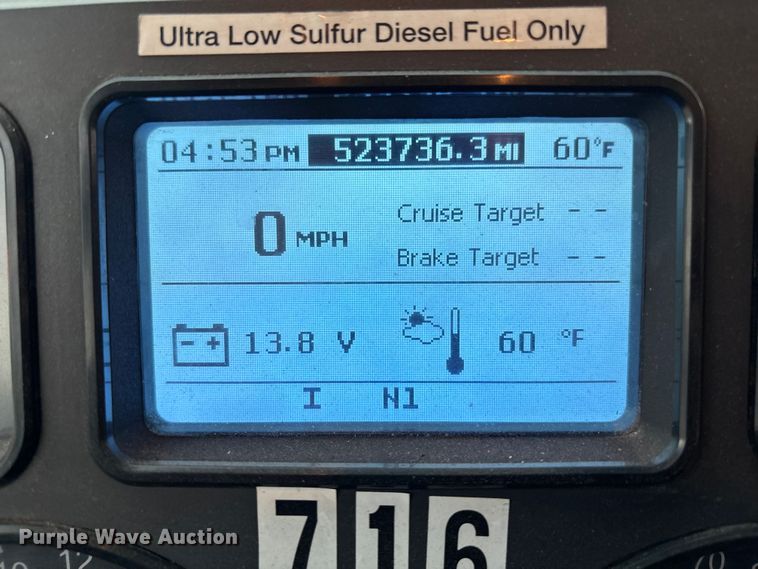 Ultra Low Sulfur Diesel Fuel Only
04:53 PM 523736.3 MI 60°F
0 MPH
Cruise Target - -
Brake Target - -
- + 13.8 V 60 °F
I N1
716
Purple Wave Auction
12